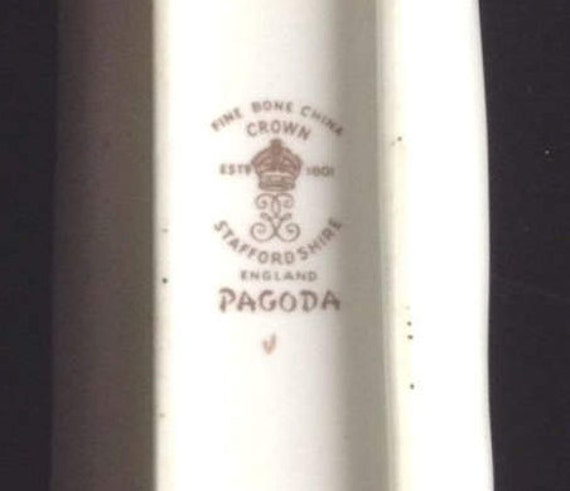 FINE BONE CHINA
CROWN
ESTD 1801
STAFFORDSHIRE
ENGLAND
PAGODA